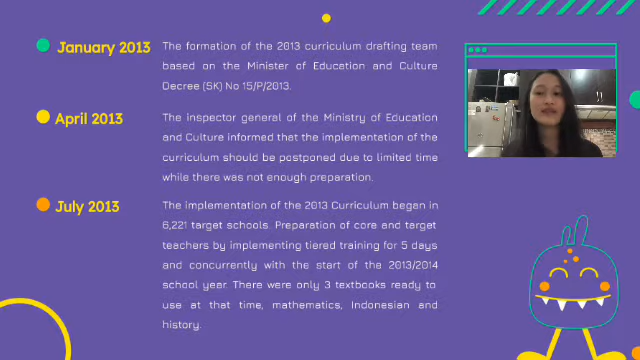 January 2013
The formation of the 2013 curriculum drafting team
based on the Minister of Education and Culture
Decree (SK) No 15/P/2013.
April 2013
The inspector general of the Ministry of Education
and Culture informed that the implementation of the
curriculum should be postponed due to limited time
while there was not enough preparation.
July 2013
The implementation of the 2013 Curriculum began in
6,221 target schools. Preparation of core and target
teachers by implementing tiered training for 5 days
and concurrently with the start of the 2013/2014
school year. There were only 3 textbooks ready to
use at that time, mathematics, Indonesian and
history.